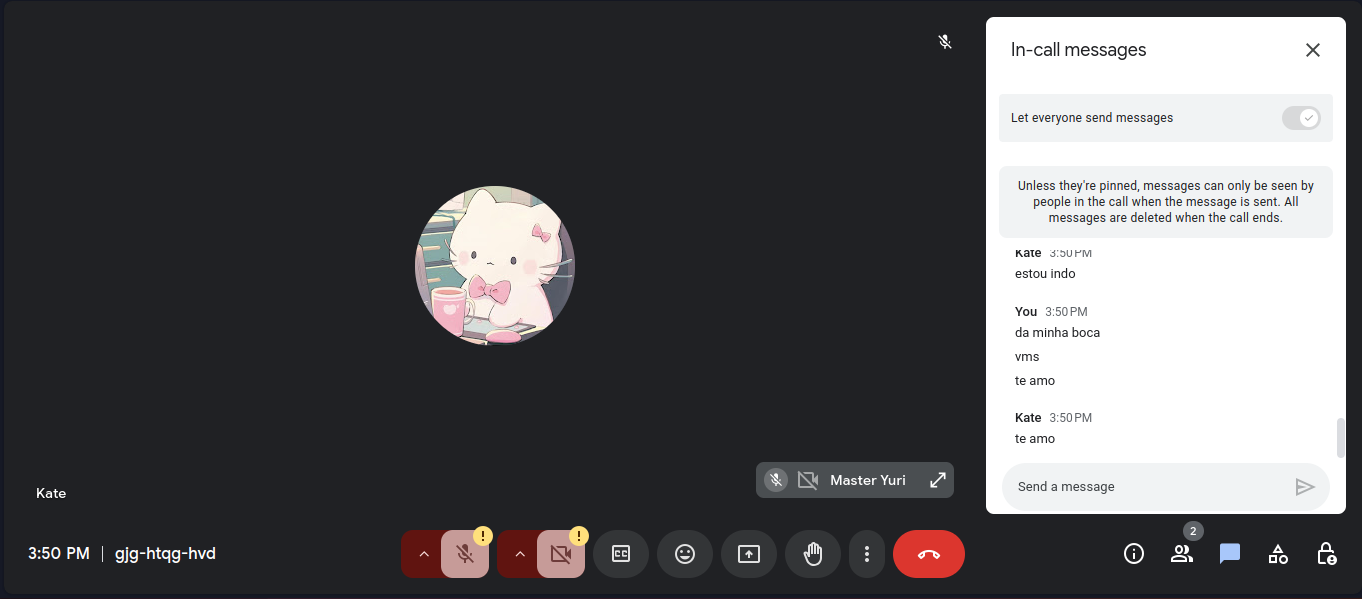 In-call messages
Let everyone send messages
Unless they're pinned, messages can only be seen by
people in the call when the message is sent. All
messages are deleted when the call ends.
Kate 3:50 PM
estou indo
You 3:50 PM
da minha boca
vms
te amo
Kate 3:50 PM
te amo
Send a message
Master Yuri
Kate
3:50 PM | gjg-htqg-hvd
!
!
CC
2